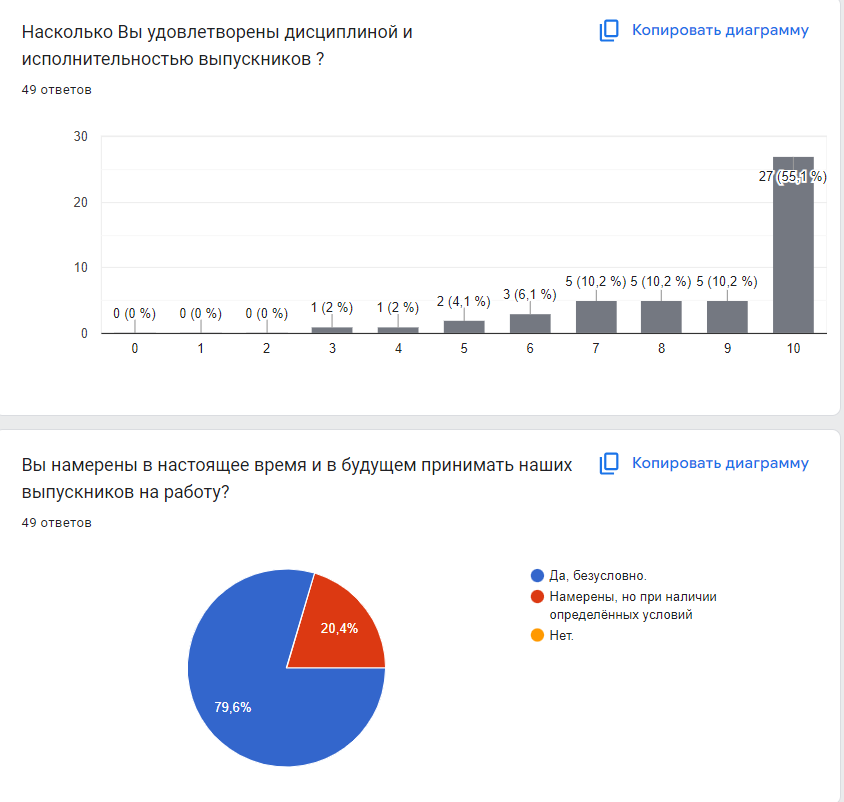 Насколько Вы удовлетворены дисциплиной и
исполнительностью выпускников ?
Копировать диаграмму
49 ответов
30
20
10
0
0 (0 %) 0 (0 %) 0 (0 %) 1 (2 %) 1 (2 %) 2 (4,1 %) 3 (6,1 %) 5 (10,2 %) 5 (10,2 %) 5 (10,2 %) 27 (55,1 %)
0 1 2 3 4 5 6 7 8 9 10
Вы намерены в настоящее время и в будущем принимать наших
выпускников на работу?
Копировать диаграмму
49 ответов
Да, безусловно.
Намерены, но при наличии
определённых условий
Нет.
20,4%
79,6%